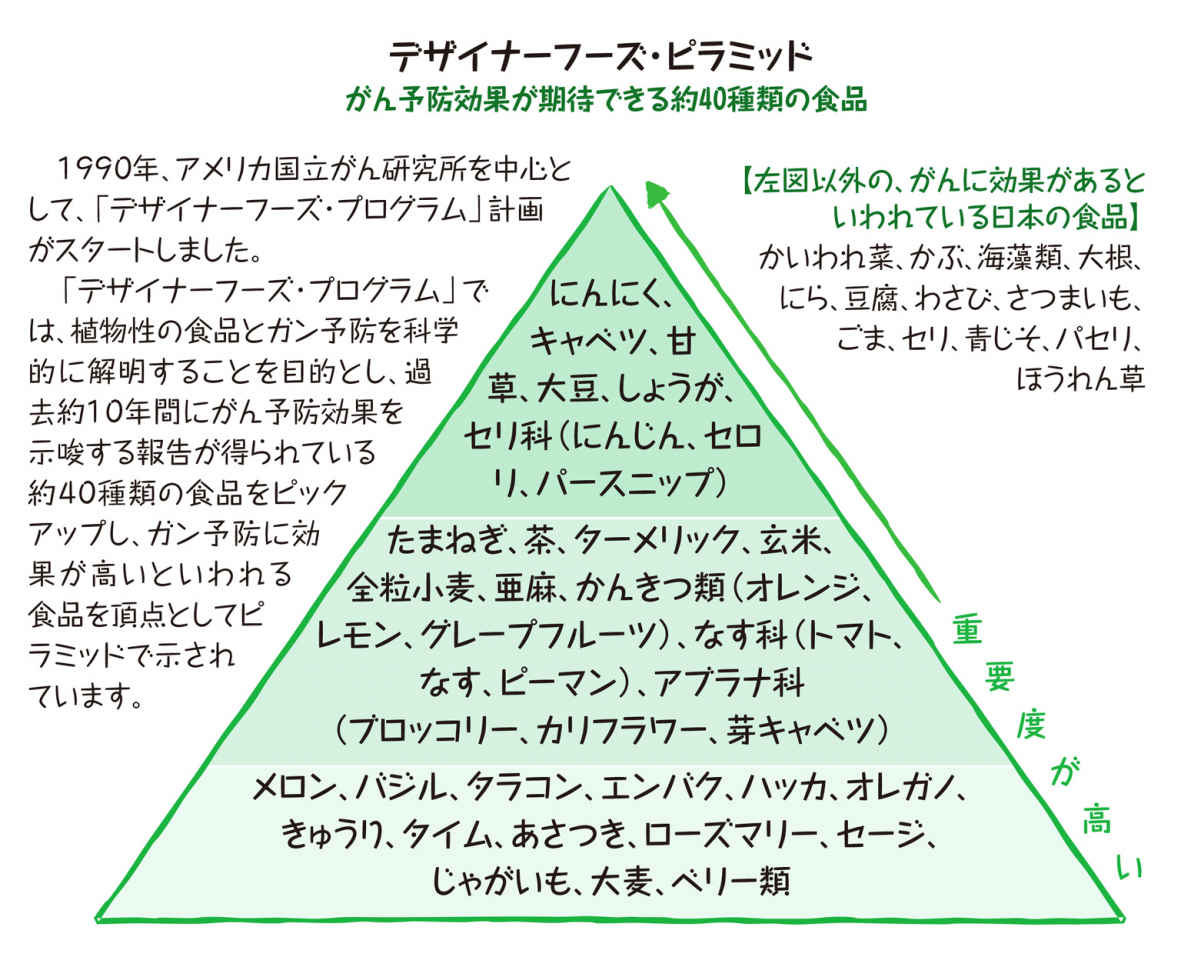 デザイナーフーズ・ピラミッド
がん予防効果が期待できる約40種類の食品
　1990年、アメリカ国立がん研究所を中心と
して、「デザイナーフーズ・プログラム」計画
がスタートしました。
　「デザイナーフーズ・プログラム」で
は、植物性の食品とガン予防を科学
的に解明することを目的とし、過
去約10年間にがん予防効果を
示唆する報告が得られている
約40種類の食品をピック
アップし、ガン予防に効
果が高いといわれる
食品を頂点としてピ
ラミッドで示され
ています。
【左図以外の、がんに効果があると
いわれている日本の食品】
かいわれ菜、かぶ、海藻類、大根、
にら、豆腐、わさび、さつまいも、
ごま、セリ、青じそ、パセリ、
ほうれん草
にんにく、
キャベツ、甘
草、大豆、しょうが、
セリ科（にんじん、セロ
リ、パースニップ）
たまねぎ、茶、ターメリック、玄米、
全粒小麦、亜麻、かんきつ類（オレンジ、
レモン、グレープフルーツ）、なす科（トマト、
なす、ピーマン）、アブラナ科
（ブロッコリー、カリフラワー、芽キャベツ）
メロン、バジル、タラコン、エンバク、ハッカ、オレガノ、
きゅうり、タイム、あさつき、ローズマリー、セージ、
じゃがいも、大麦、ベリー類
重要度が高い